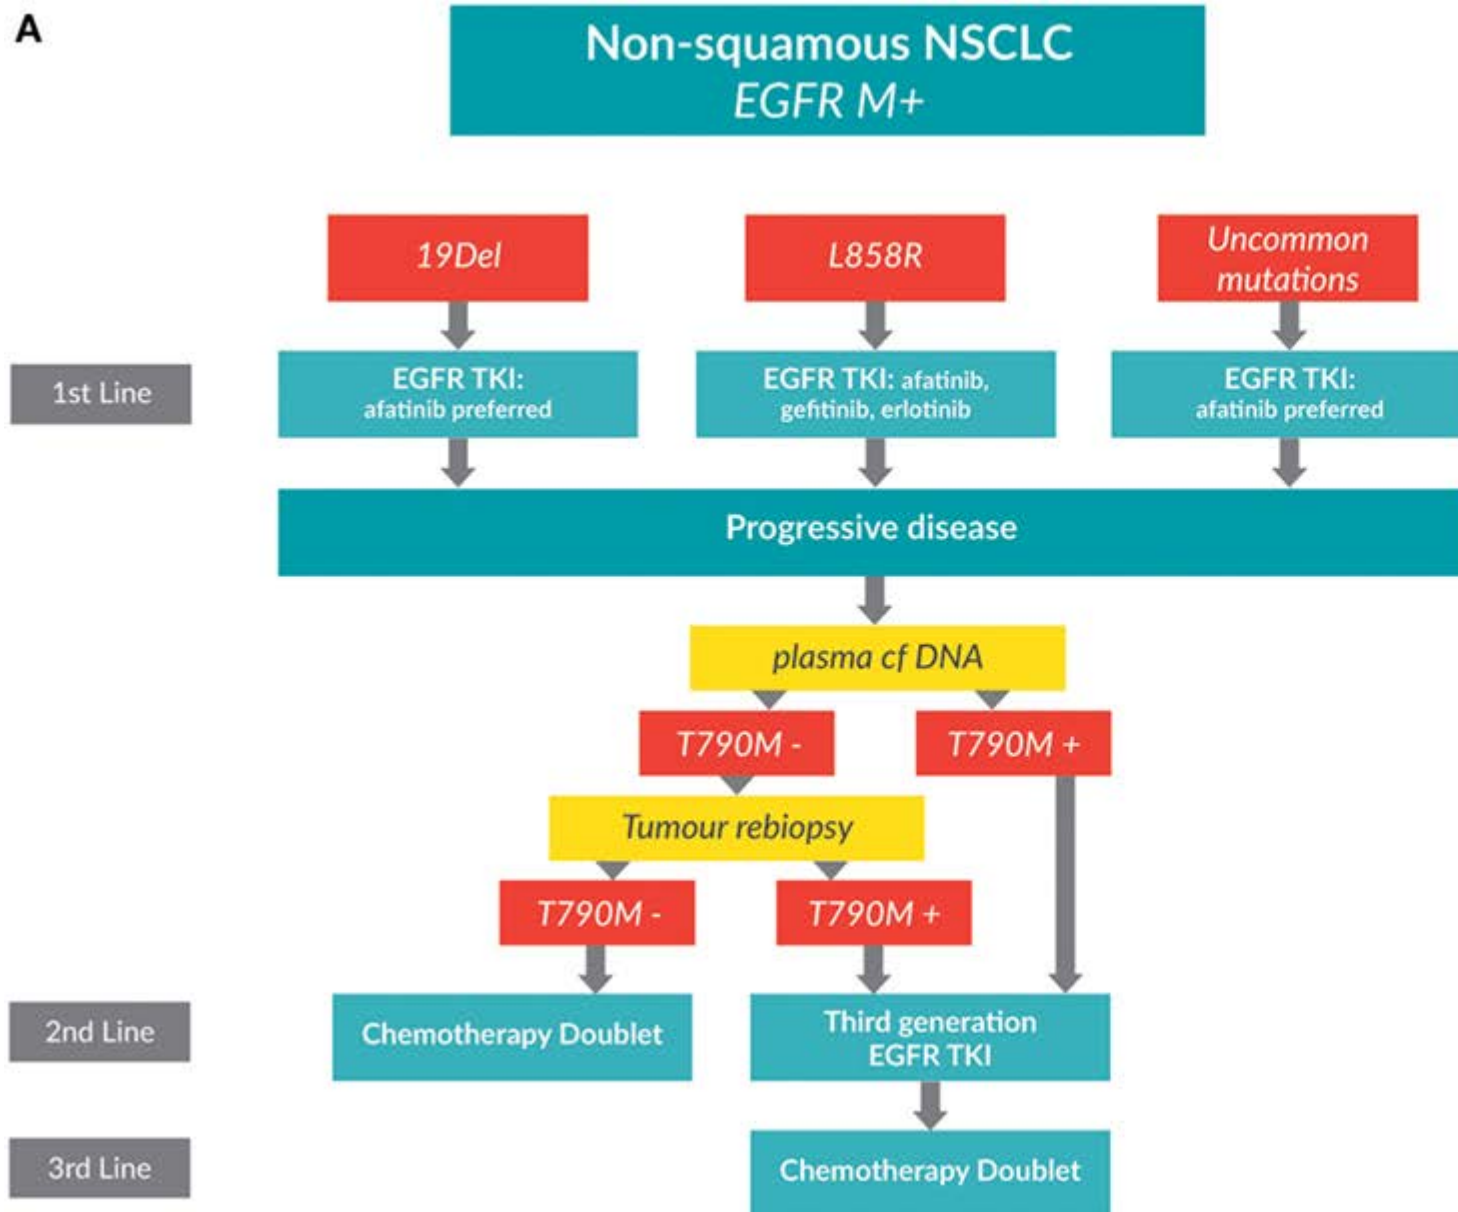 A
Non-squamous NSCLC
EGFR M+
19Del
L858R
Uncommon
mutations
1st Line
EGFR TKI:
afatinib preferred
EGFR TKI: afatinib,
gefitinib, erlotinib
EGFR TKI:
afatinib preferred
Progressive disease
plasma cf DNA
T790M -
T790M +
Tumour rebiopsy
T790M -
T790M +
2nd Line
Chemotherapy Doublet
Third generation
EGFR TKI
3rd Line
Chemotherapy Doublet